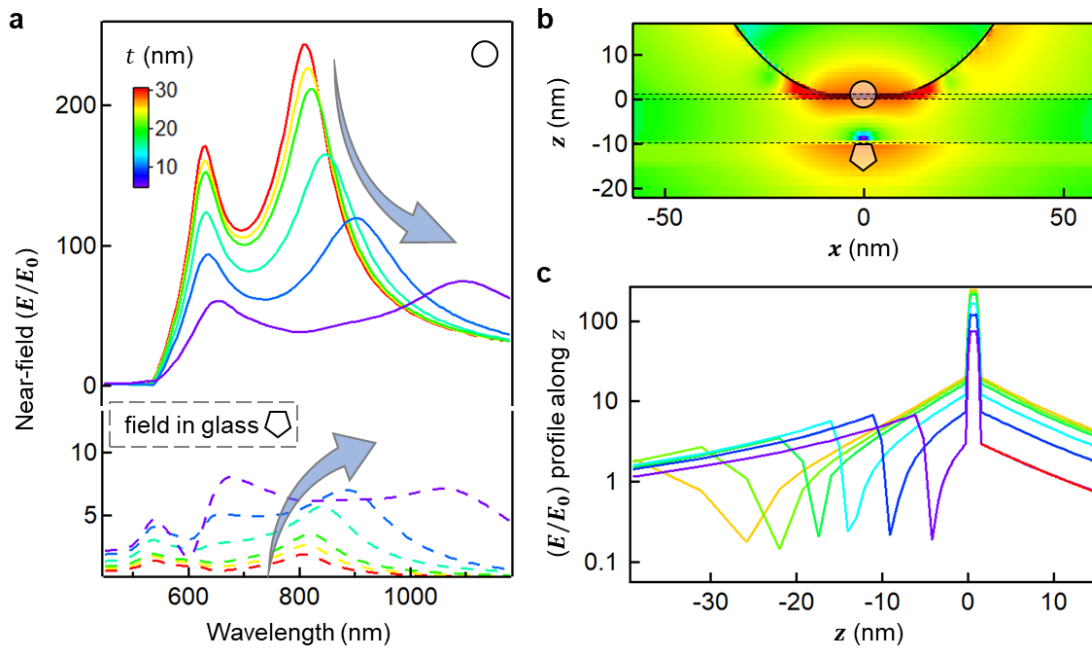 a
t (nm)
30
20
10
200
100
0
Near-field (E/E₀)
field in glass
10
5
600 800 1000
Wavelength (nm)
b
z (nm)
0
-10
-20
-50 0 50
x (nm)
c
(E/E₀) profile along z
100
10
1
0.1
-30 -20 -10 0 10
z (nm)